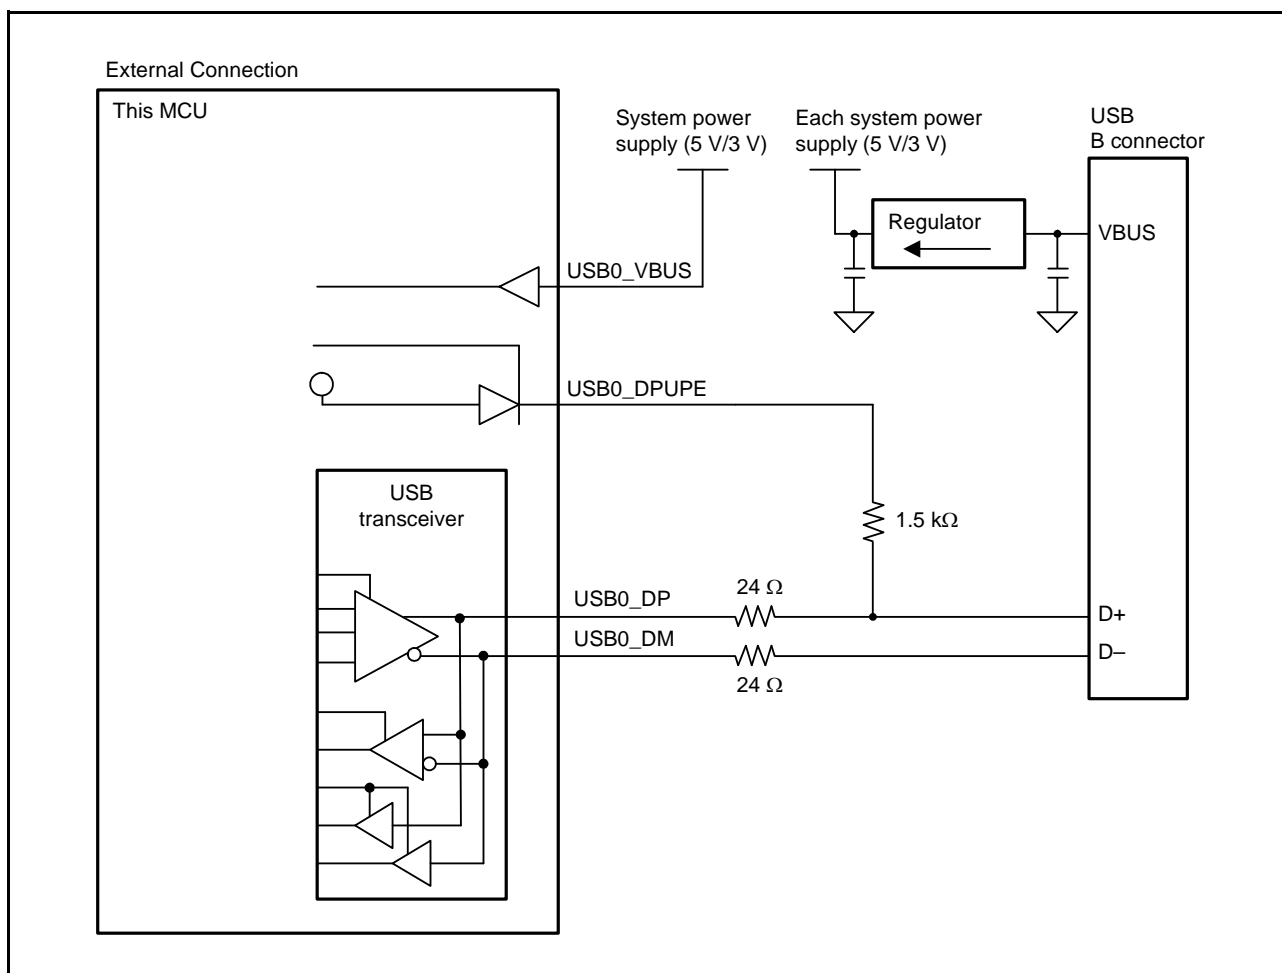 External Connection
This MCU
System power
supply (5 V/3 V)
Each system power
supply (5 V/3 V)
USB
B connector
Regulator
VBUS
USB0_VBUS
USB0_DPUPE
USB
transceiver
1.5 kΩ
24 Ω
USB0_DP
D+
USB0_DM
D–
24 Ω